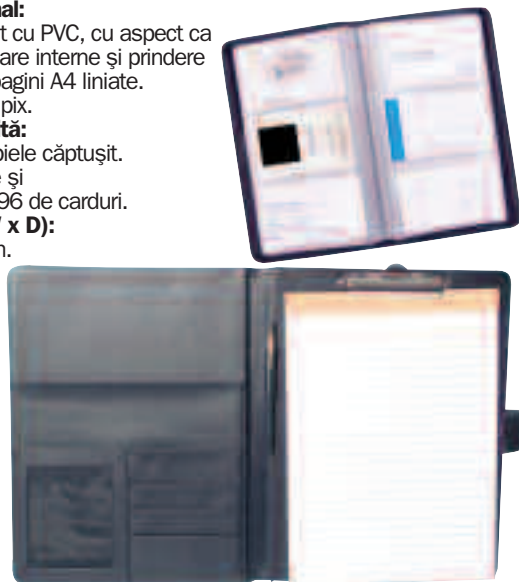 nal:
t cu PVC, cu aspect ca
are interne şi prindere
pagini A4 liniate.
pix.
tă:
piele căptuşit.
e şi
96 de carduri.
x D):
n.